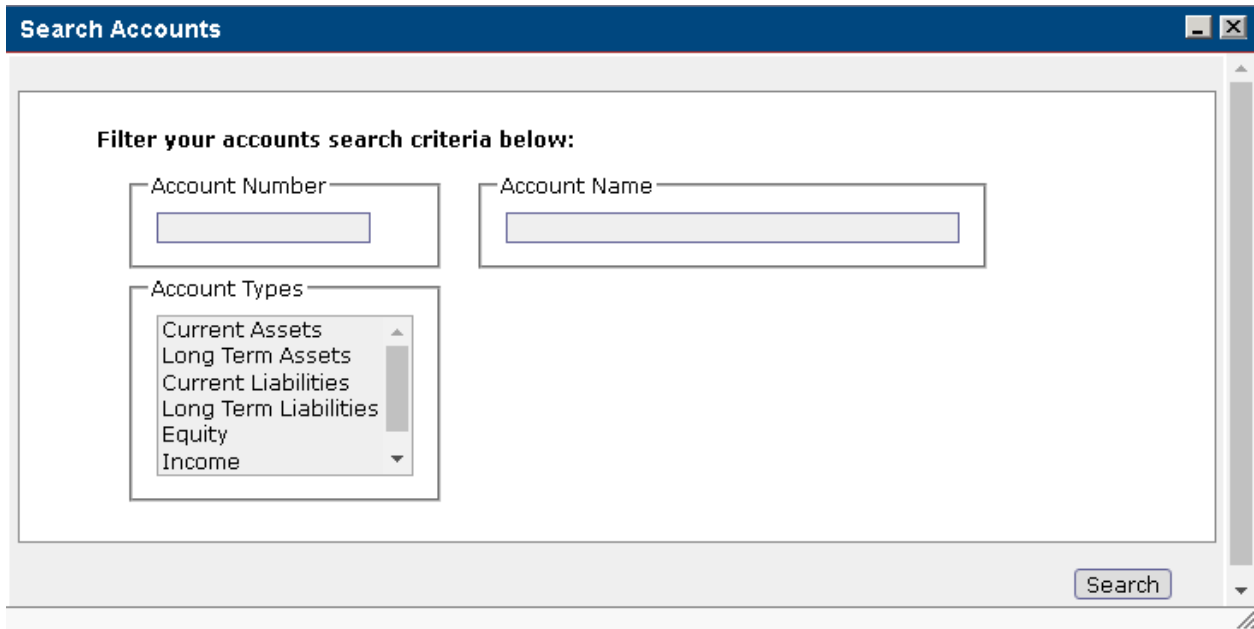 Search Accounts
Filter your accounts search criteria below:
Account Number
Account Name
Account Types
Current Assets
Long Term Assets
Current Liabilities
Long Term Liabilities
Equity
Income
Search